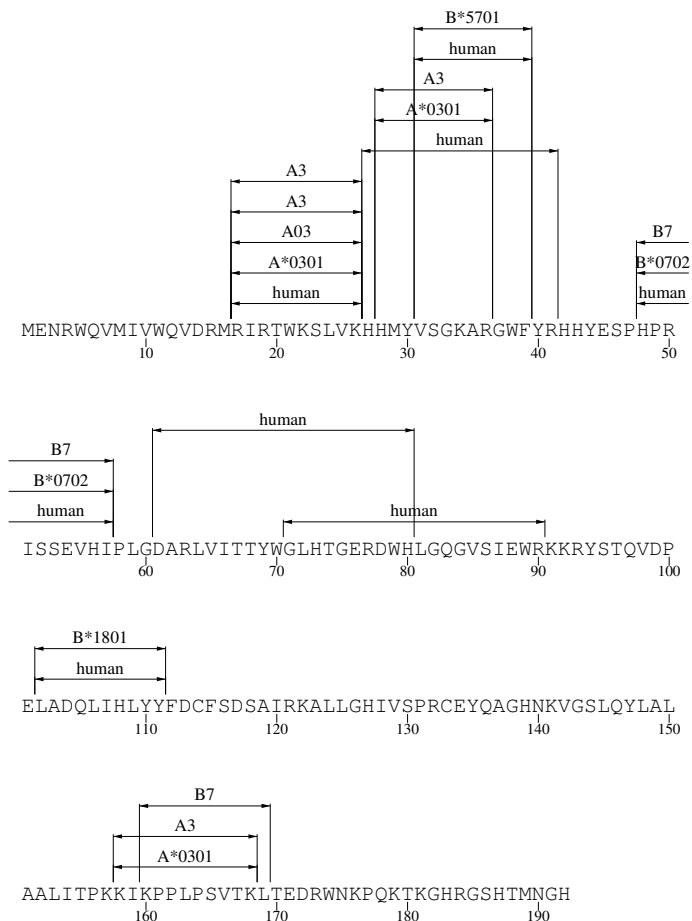 B*5701
human
A3
A*0301
human
A3
A3
A03 B7
A*0301 B*0702
human human
MENRWQVMIVWQVDRMRIRTWKSLVKHHMYVSGKARGWFYRHHYESPHPR
10 20 30 40 50
human
B7
B*0702
human human
ISSEVHIPLGDARLVITTYWGLHTGERDWHLGQGVSIEWRKKRYSTQVDP
60 70 80 90 100
B*1801
human
ELADQLIHLYYFDCFSDSAIRKALLGHIVSPRCEYQAGHNKVGSLQYLAL
110 120 130 140 150
B7
A3
A*0301
AALITPKKIKPPLPSVTKLTEDRWNKPQKTKGHRGSHTMNGH
160 170 180 190